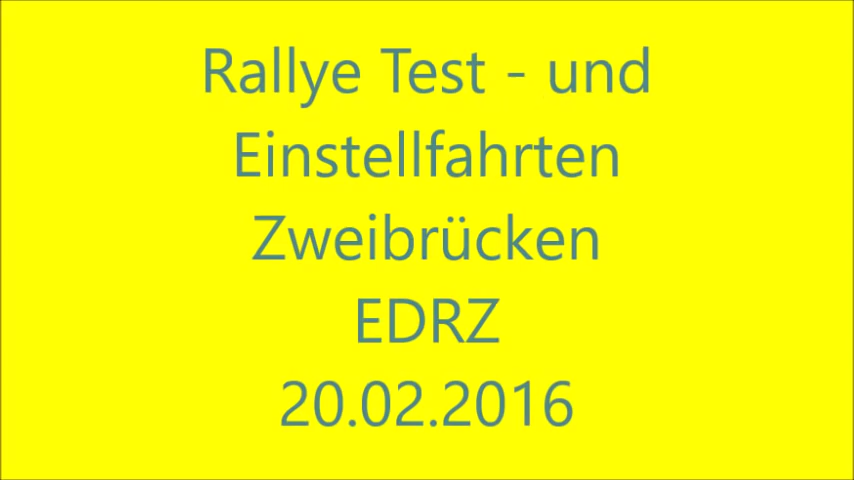 Rallye Test - und
Einstellfahrten
Zweibrücken
EDRZ
20.02.2016